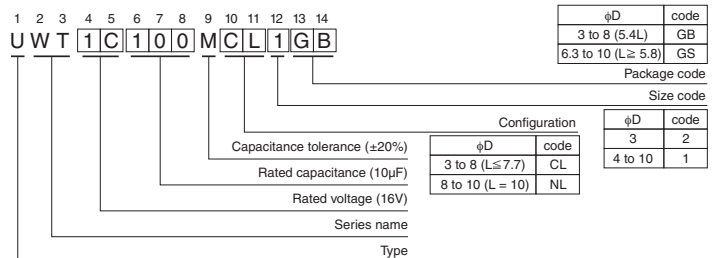 1 2 3 4 5 6 7 8 9 10 11 12 13 14
U W T 1 C 1 0 0 M C L 1 G B
ϕD code
3 to 8 (5.4L) GB
6.3 to 10 (L≧ 5.8) GS
Package code
Size code
ϕD code
3 2
4 to 10 1
Configuration
ϕD code
3 to 8 (L≦7.7) CL
8 to 10 (L = 10) NL
Capacitance tolerance (±20%)
Rated capacitance (10µF)
Rated voltage (16V)
Series name
Type